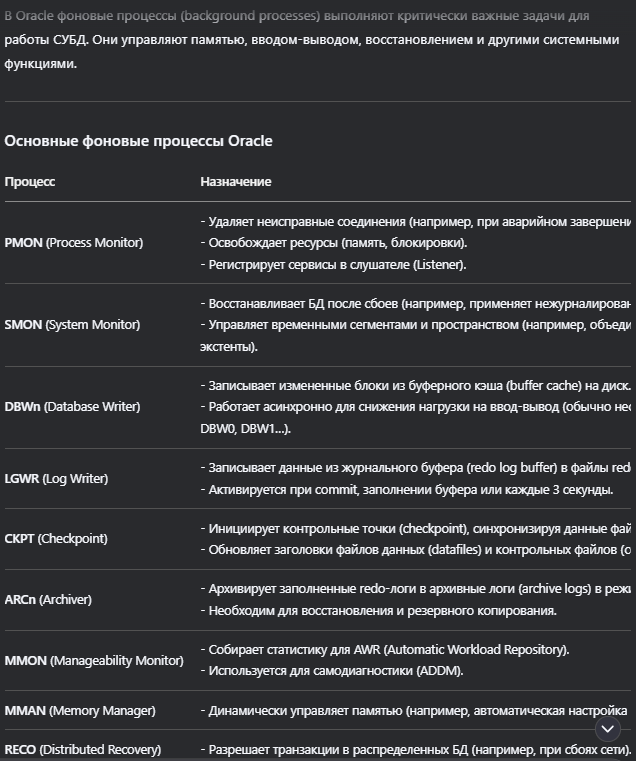 В Oracle фоновые процессы (background processes) выполняют критически важные задачи для
работы СУБД. Они управляют памятью, вводом-выводом, восстановлением и другими системными
функциями.
Основные фоновые процессы Oracle
Процесс Назначение
PMON (Process Monitor)
- Удаляет неисправные соединения (например, при аварийном
- Освобождает ресурсы (память, блокировки).
- Регистрирует сервисы в слушателе (Listener).
SMON (System Monitor)
- Восстанавливает БД после сбоев (например, применяет
- Управляет временными сегментами и пространством (например,
экстенты).
DBWn (Database Writer)
- Записывает измененные блоки из буферного кэша (buffer cache) на диск.
- Работает асинхронно для снижения нагрузки на ввод-вывод (обычно
DBW0, DBW1...).
LGWR (Log Writer)
- Записывает данные из журнального буфера (redo log buffer) в файлы
- Активируется при commit, заполнении буфера или каждые 3 секунды.
CKPT (Checkpoint)
- Инициирует контрольные точки (checkpoint), синхронизируя данные
- Обновляет заголовки файлов данных (datafiles) и контрольных файлов
ARCn (Archiver)
- Архивирует заполненные redo-логи в архивные логи (archive logs) в
- Необходим для восстановления и резервного копирования.
MMON (Manageability Monitor)
- Собирает статистику для AWR (Automatic Workload Repository).
- Используется для самодиагностики (ADDM).
MMAN (Memory Manager)
- Динамически управляет памятью (например, автоматическая настройка
RECO (Distributed Recovery)
- Разрешает транзакции в распределенных БД (например, при сбоях сети).